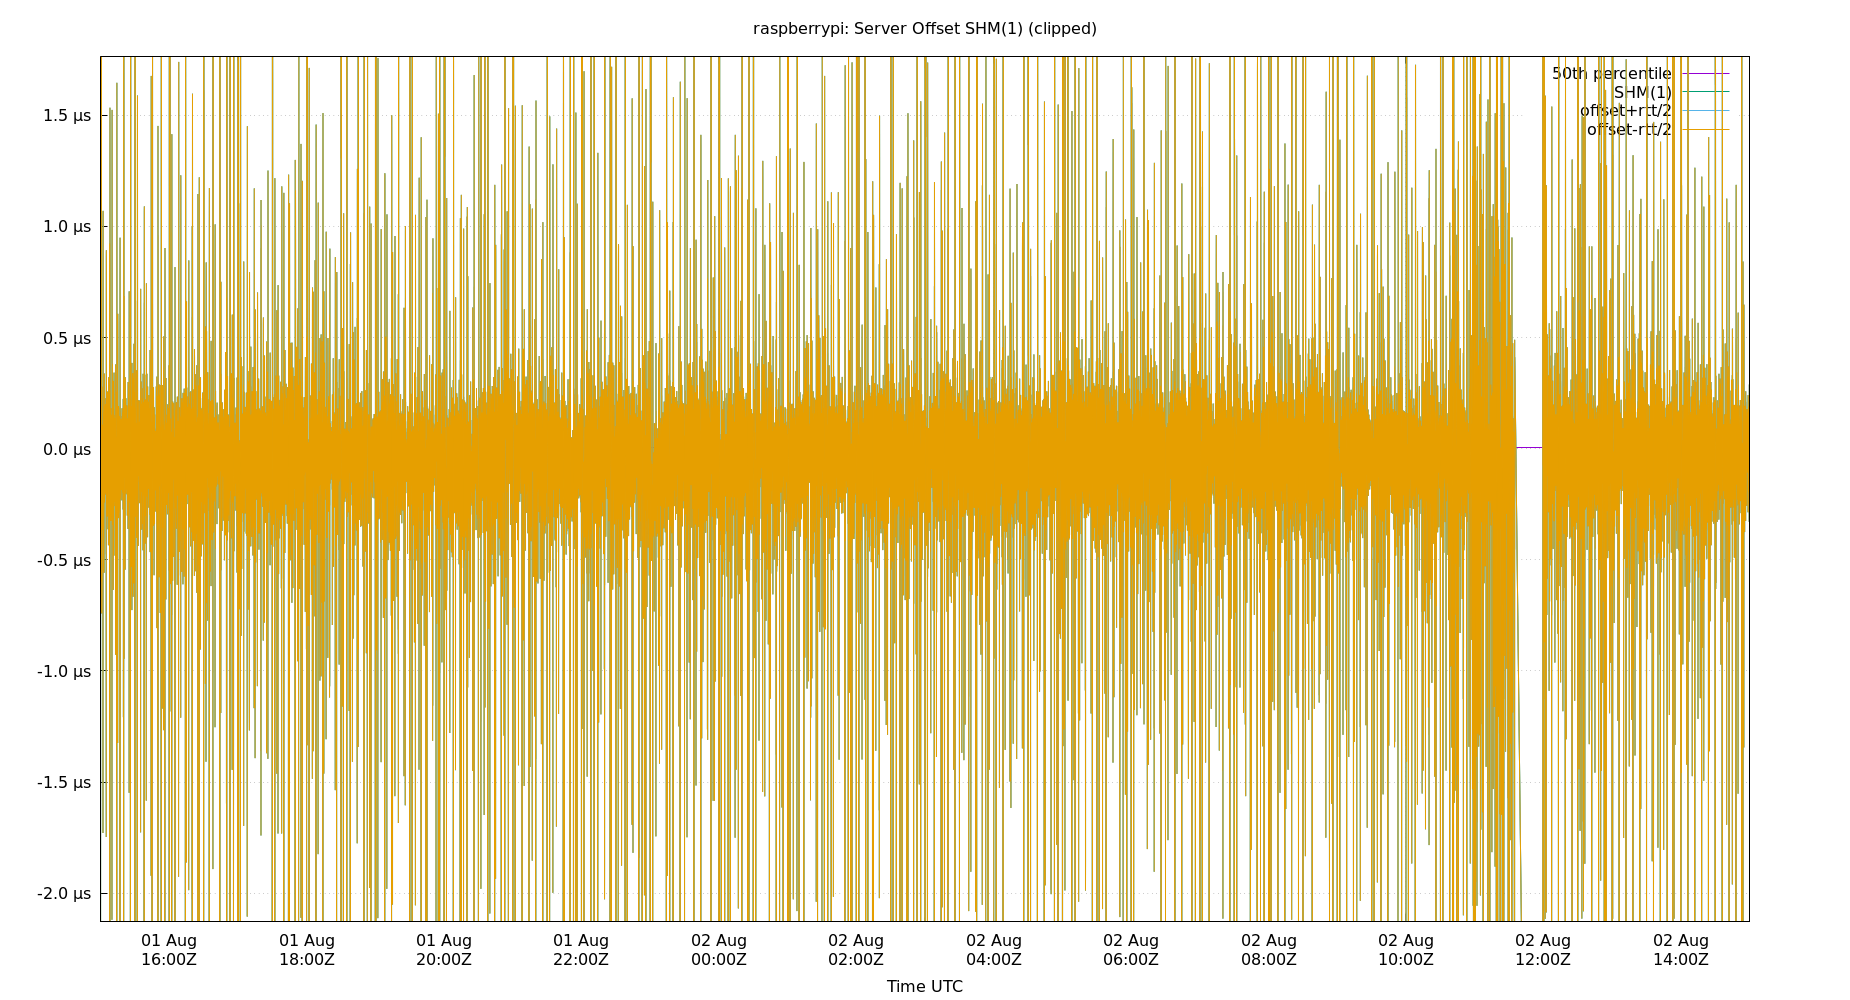 raspberrypi: Server Offset SHM(1) (clipped)
50th percentile
SHM(1)
offset+rtt/2
offset-rtt/2
1.5 µs
1.0 µs
0.5 µs
0.0 µs
-0.5 µs
-1.0 µs
-1.5 µs
-2.0 µs
01 Aug 01 Aug 01 Aug 01 Aug 02 Aug 02 Aug 02 Aug 02 Aug 02 Aug 02 Aug 02 Aug 02 Aug
16:00Z 18:00Z 20:00Z 22:00Z 00:00Z 02:00Z 04:00Z 06:00Z 08:00Z 10:00Z 12:00Z 14:00Z
Time UTC